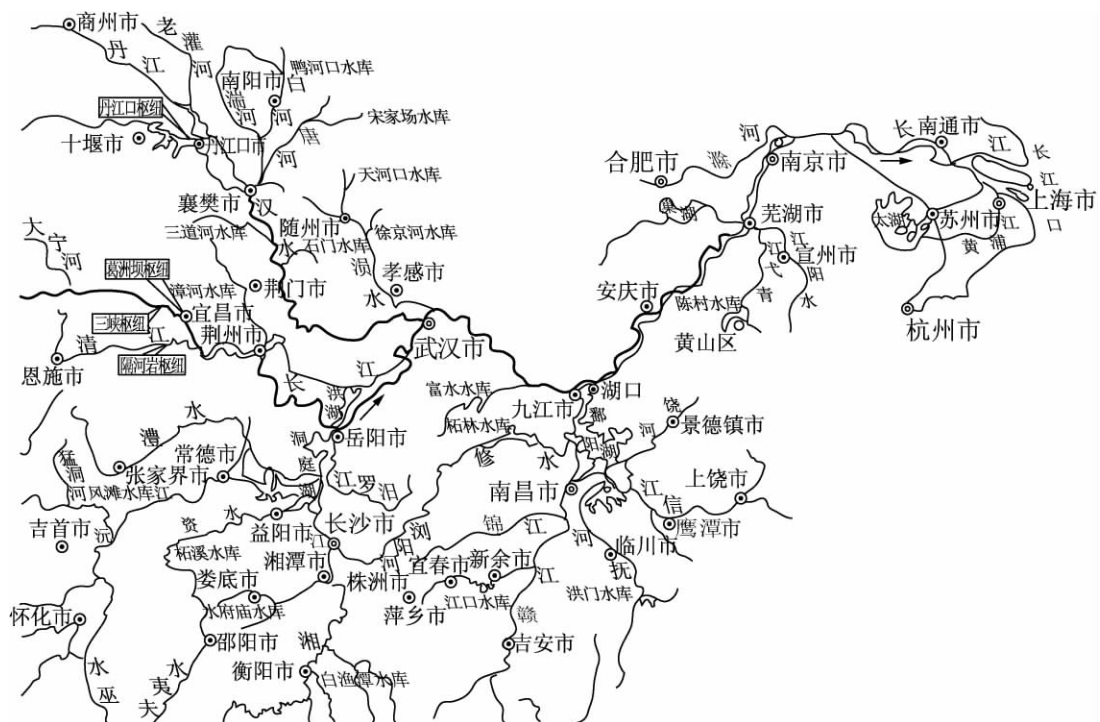 商州市
丹江
老灌河
南阳市
鸭河口水库
湍河
白河
唐河
宋家场水库
丹江口枢纽
十堰市
丹江口市
天河口水库
襄樊市
汉水
随州市
三道河水库
石门水库
徐京河水库
涢水
大宁河
葛洲坝枢纽
漳河水库
荆门市
孝感市
宜昌市
三峡枢纽
荆州市
武汉市
清江
恩施市
隔河岩枢纽
长江
洪湖
岳阳市
洞庭湖
澧水
常德市
张家界市
猛洞河
风滩水库
沅江
吉首市
资水
益阳市
长沙市
汨罗江
柘溪水库
湘潭市
娄底市
水府庙水库
株洲市
浏阳河
怀化市
邵阳市
湘江
衡阳市
白渔潭水库
巫水
夫夷水
富水水库
九江市
湖口
柘林水库
修水
鄱阳湖
饶河
景德镇市
南昌市
信江
上饶市
鹰潭市
锦江
宜春市
新余市
江口水库
萍乡市
临川市
抚河
洪门水库
赣江
吉安市
合肥市
滁河
南京市
巢湖
芜湖市
宣州市
水阳江
青弋江
安庆市
陈村水库
黄山区
长江
南通市
长江口
上海市
太湖
苏州市
黄浦江
杭州市